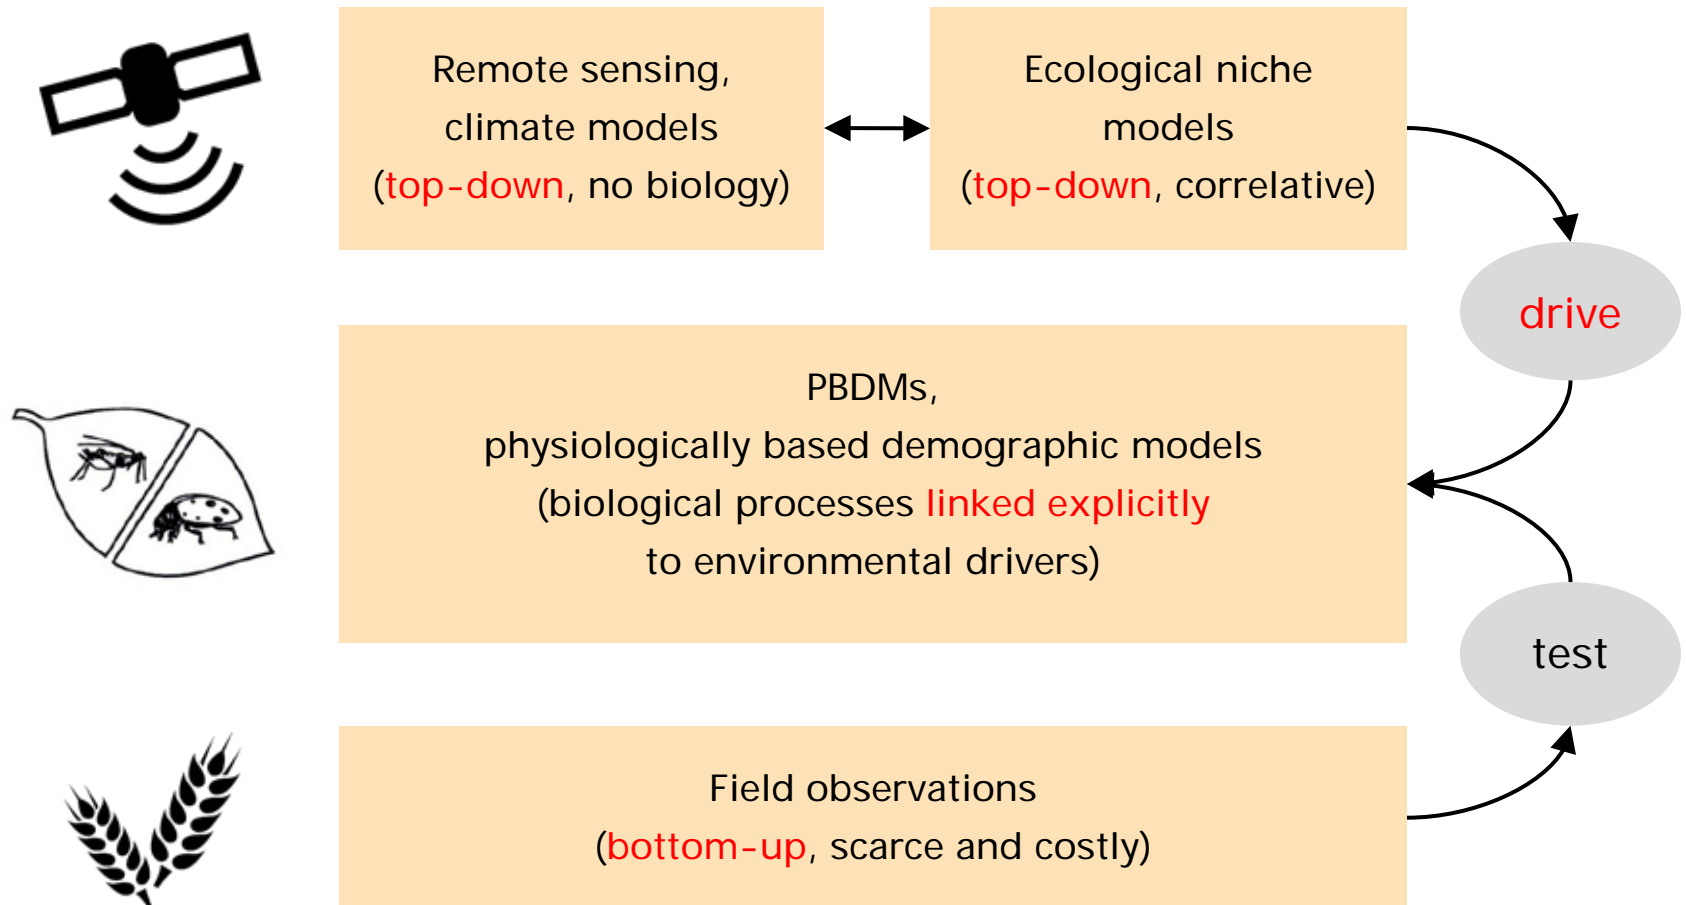 Remote sensing,
climate models
(top-down, no biology)
Ecological niche
models
(top-down, correlative)
drive
PBDMs,
physiologically based demographic models
(biological processes linked explicitly
to environmental drivers)
test
Field observations
(bottom-up, scarce and costly)